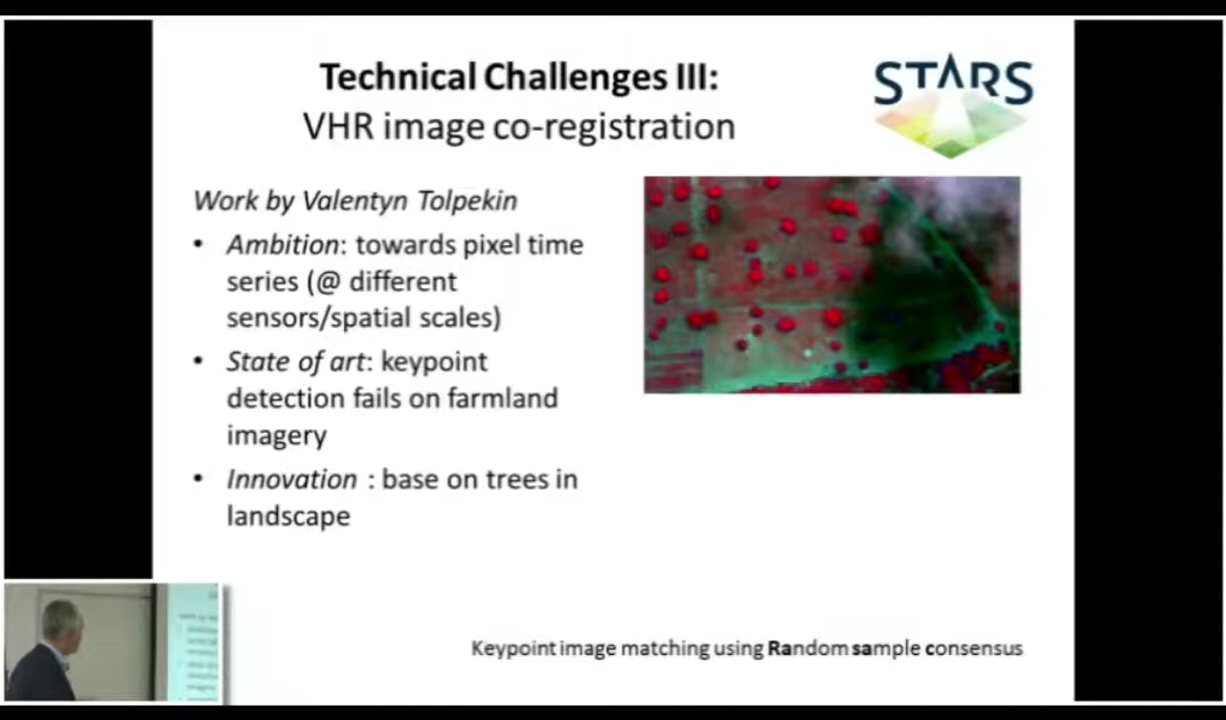 Technical Challenges III:
VHR image co-registration
STARS
Work by Valentyn Tolpekin
• Ambition: towards pixel time
series (@ different
sensors/spatial scales)
• State of art: keypoint
detection fails on farmland
imagery
• Innovation : base on trees in
landscape
Keypoint image matching using Random sample consensus